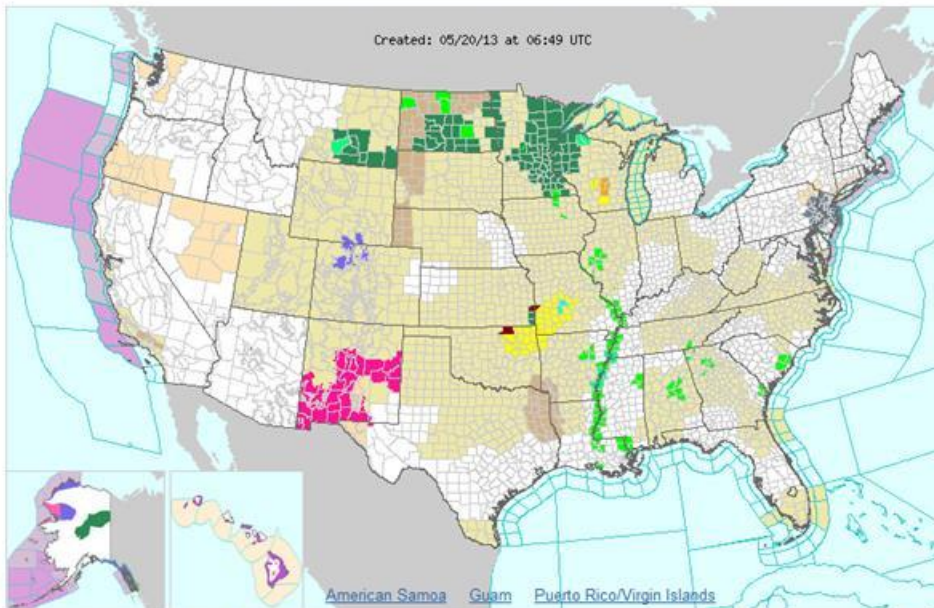 Created: 05/20/13 at 06:49 UTC
American Samoa Guam Puerto Rico/Virgin Islands